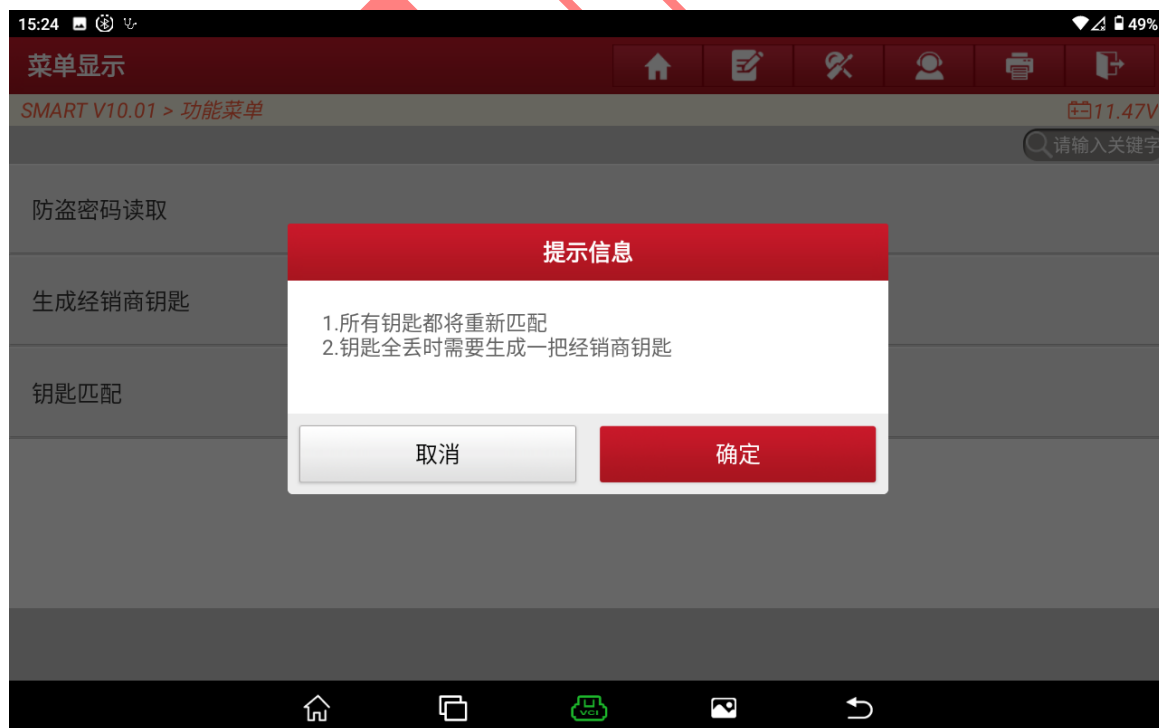 15:24
49%
菜单显示
SMART V10.01 > 功能菜单
11.47V
请输入关键字
防盗密码读取
提示信息
生成经销商钥匙
1.所有钥匙都将重新匹配
2.钥匙全丢时需要生成一把经销商钥匙
钥匙匹配
取消
确定
VCI